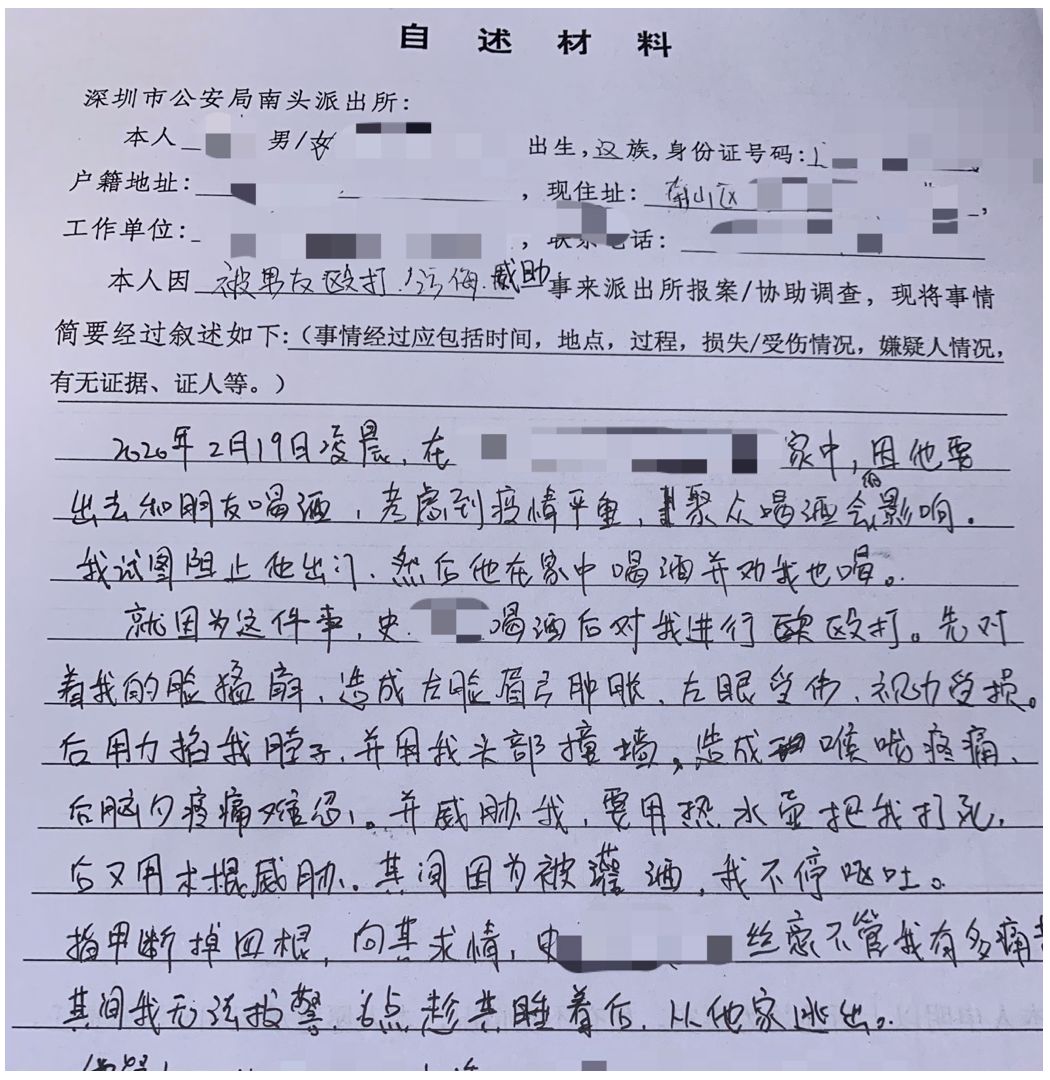 自述材料
深圳市公安局南头派出所:
本人 男/女 出生,汉族,身份证号码:
户籍地址: ,现住址: 南山区 ,
工作单位: ,联系电话:
本人因 被男友殴打、污侮、威胁 事来派出所报案/协助调查,现将事情
简要经过叙述如下:(事情经过应包括时间,地点,过程,损失/受伤情况,嫌疑人情况,
有无证据、证人等。)
2020年2月19日凌晨,在 家中,因他要
出去和朋友喝酒,考虑到疫情严重,聚众喝酒会的影响。
我试图阻止他出门,然后他在家中喝酒并劝我也喝。
就因为这件事,史 喝酒后对我进行 殴打。先对
着我的脸猛扇,造成左脸眉弓肿胀,左眼受伤,视力受损。
后用力掐我脖子,并用我头部撞墙,造成 喉咙疼痛,
后脑勺疼痛难忍。并威胁我,要用热水壶把我打死,
后又用木棍威胁。其间因为被灌酒,我不停呕吐。
指甲断掉四根,向其求情,史 丝毫不管我有多痛苦
其间我无法报警,6点趁其睡着后,从他家逃出。